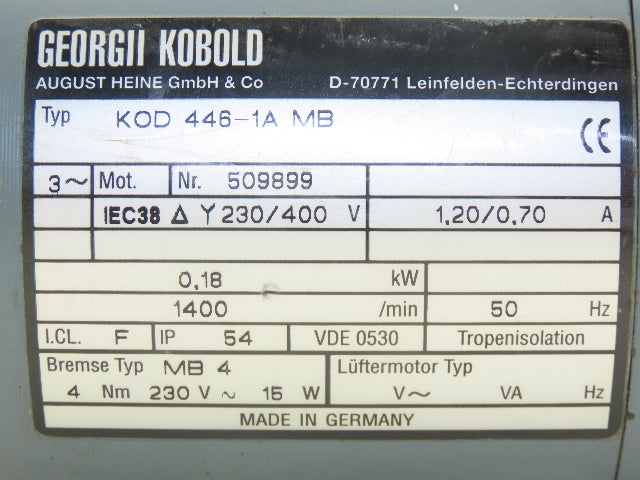 GEORGII KOBOLD
AUGUST HEINE GmbH & Co D-70771 Leinfelden-Echterdingen
Typ KOD 446-1A MB
CE
3~ Mot. Nr. 509899
IEC38 Δ Y 230/400 V 1,20/0,70 A
0,18 kW
1400 /min 50 Hz
I.CL. F IP 54 VDE 0530 Tropenisolation
Bremse Typ MB 4 Lüftermotor Typ
4 Nm 230 V ~ 15 W V~ VA Hz
MADE IN GERMANY